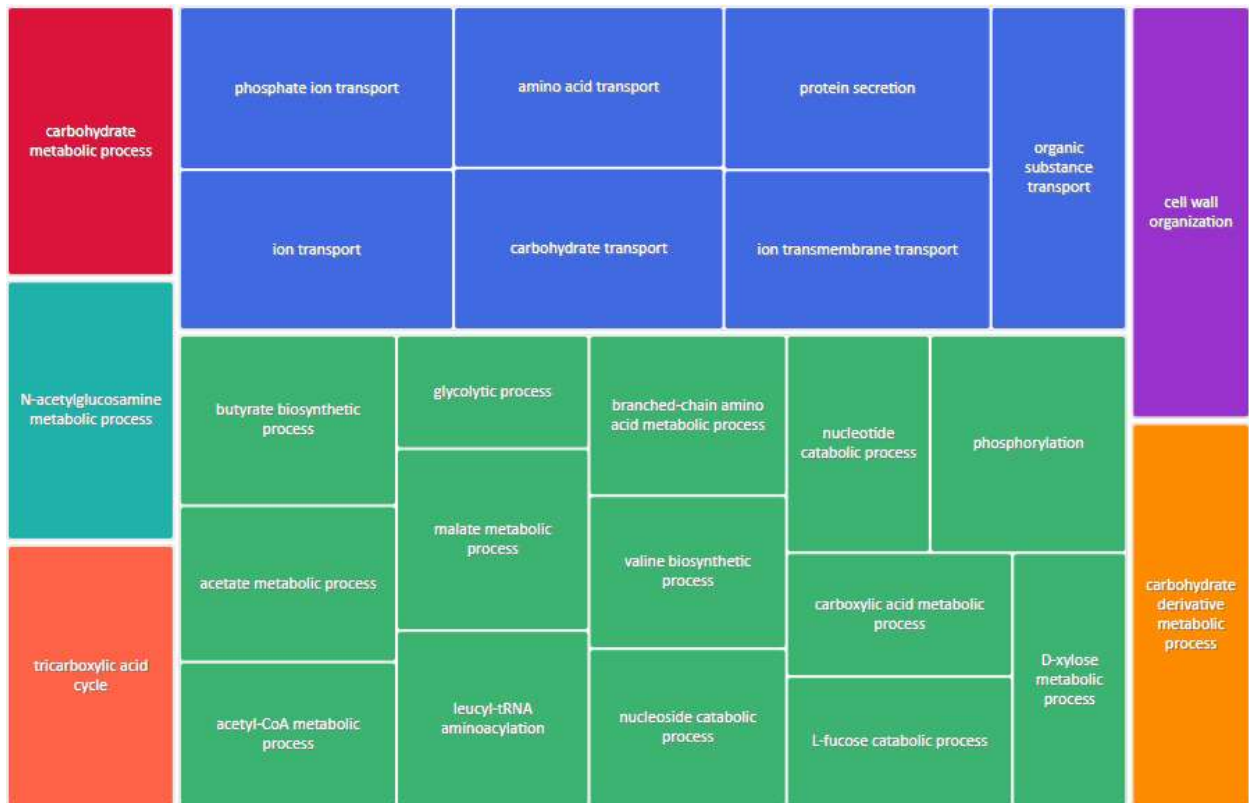 carbohydrate
metabolic process
N-acetylglucosamine
metabolic process
tricarboxylic acid
cycle
phosphate ion transport
amino acid transport
protein secretion
organic
substance
transport
ion transport
carbohydrate transport
ion transmembrane transport
butyrate biosynthetic
process
acetate metabolic process
acetyl-CoA metabolic
process
glycolytic process
malate metabolic
process
leucyl-tRNA
aminoacylation
branched-chain amino
acid metabolic process
valine biosynthetic
process
nucleoside catabolic
process
nucleotide
catabolic process
phosphorylation
carboxylic acid metabolic
process
L-fucose catabolic process
D-xylose
metabolic
process
cell wall
organization
carbohydrate
derivative
metabolic
process